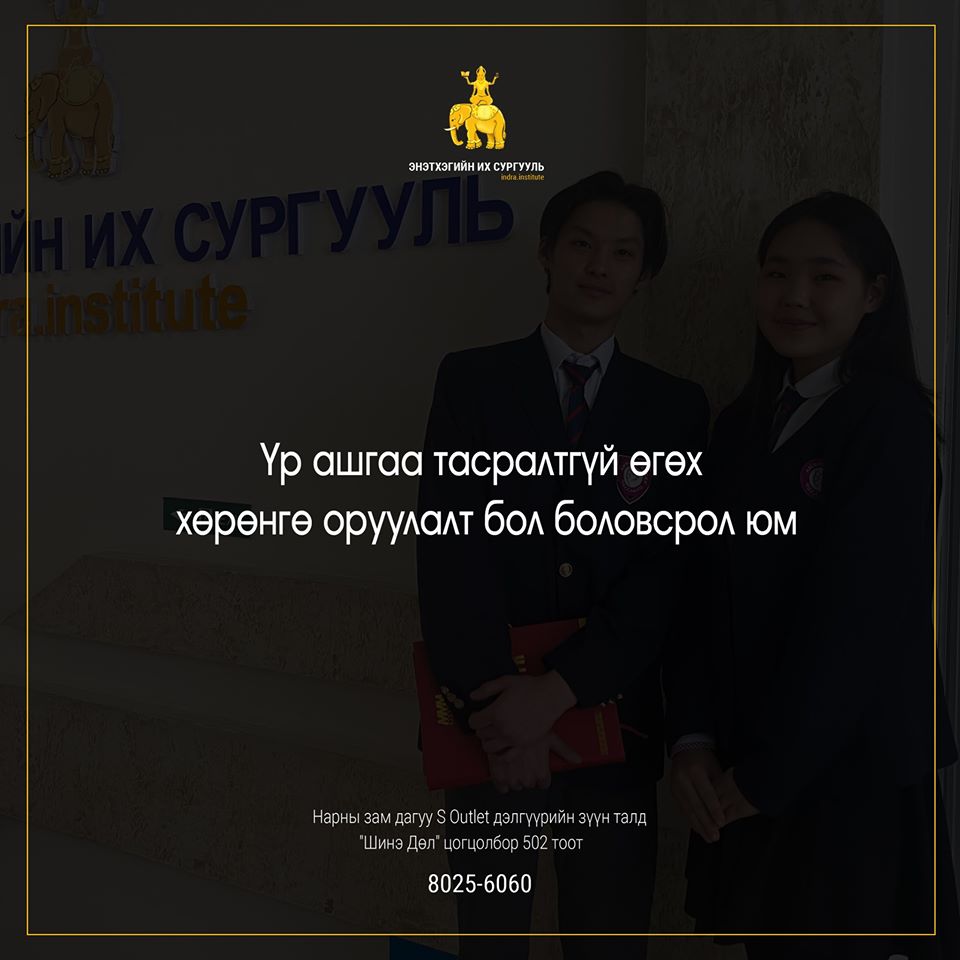 ЭНЭТХЭГИЙН ИХ СУРГУУЛЬ
indra.institute
ЙН ИХ СУРГУУЛЬ
ra.institute
Үр ашгаа тасралтгүй өгөх
хөрөнгө оруулалт бол боловсрол юм
Нарны зам дагуу S Outlet дэлгүүрийн зүүн талд
"Шинэ Дөл" цогцолбор 502 тоот
8025-6060